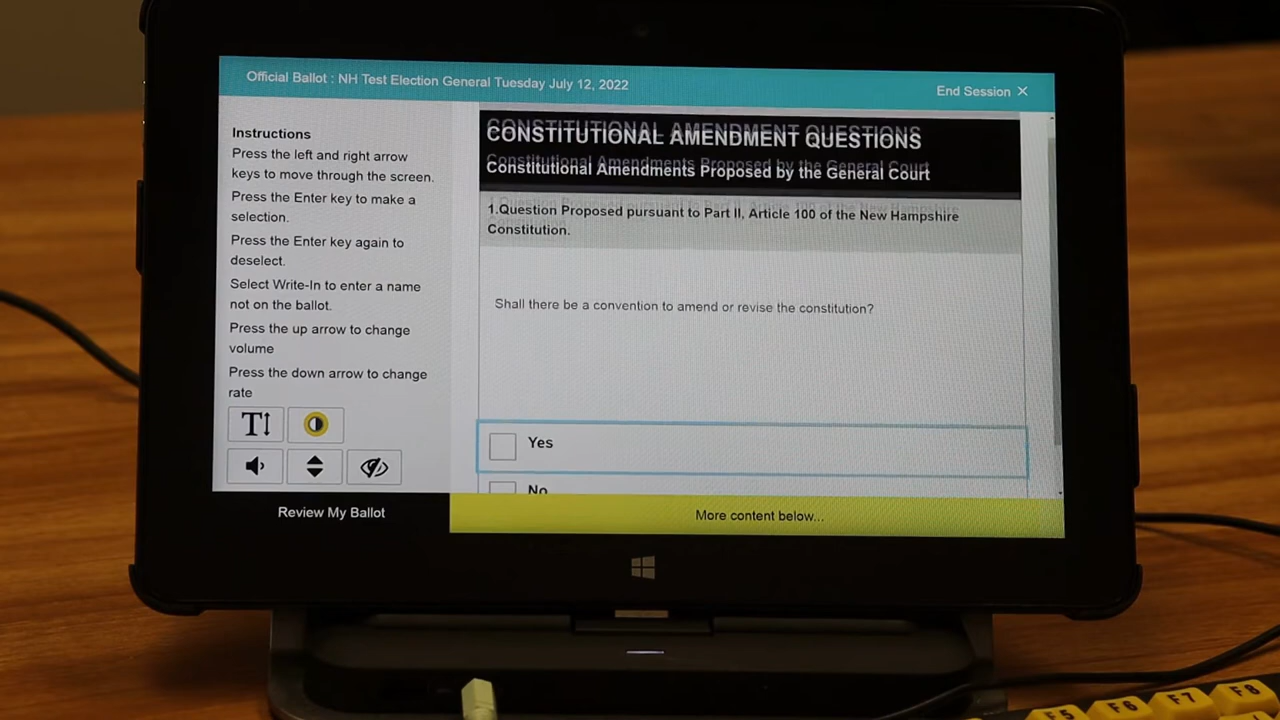 Official Ballot : NH Test Election General Tuesday July 12, 2022
End Session X
Instructions
Press the left and right arrow
keys to move through the screen.
Press the Enter key to make a
selection.
Press the Enter key again to
deselect.
Select Write-In to enter a name
not on the ballot.
Press the up arrow to change
volume
Press the down arrow to change
rate
T
Review My Ballot
CONSTITUTIONAL AMENDMENT QUESTIONS
Constitutional Amendments Proposed by the General Court
1.Question Proposed pursuant to Part II, Article 100 of the New Hampshire
Constitution.
Shall there be a convention to amend or revise the constitution?
Yes
No
More content below...
F5 F6 F7 F8